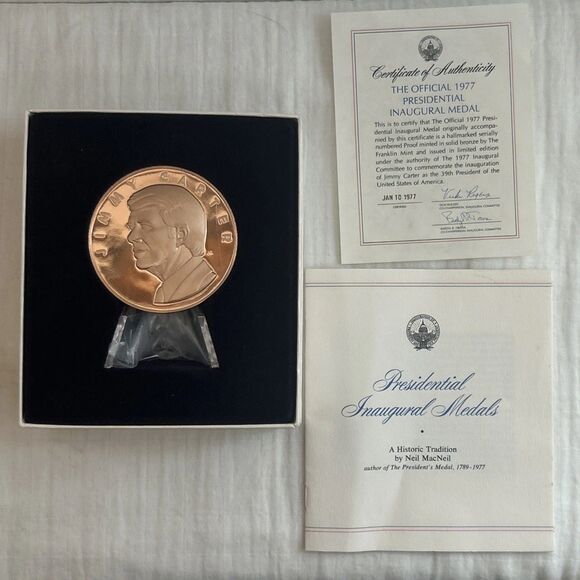 JIMMY CARTER
Certificate of Authenticity
THE OFFICIAL 1977
PRESIDENTIAL
INAUGURAL MEDAL
This is to certify that The Official 1977 Presi-
dential Inaugural Medal originally accompa-
nied by this certificate is a hallmarked serially
numbered Proof minted in solid bronze by The
Franklin Mint and issued in limited edition
under the authority of The 1977 Inaugural
Committee to commemorate the inauguration
of Jimmy Carter as the 39th President of the
United States of America.
JAN 10 1977
Presidential
Inaugural Medals
A Historic Tradition
by Neil MacNeil
author of The President's Medal, 1789-1977